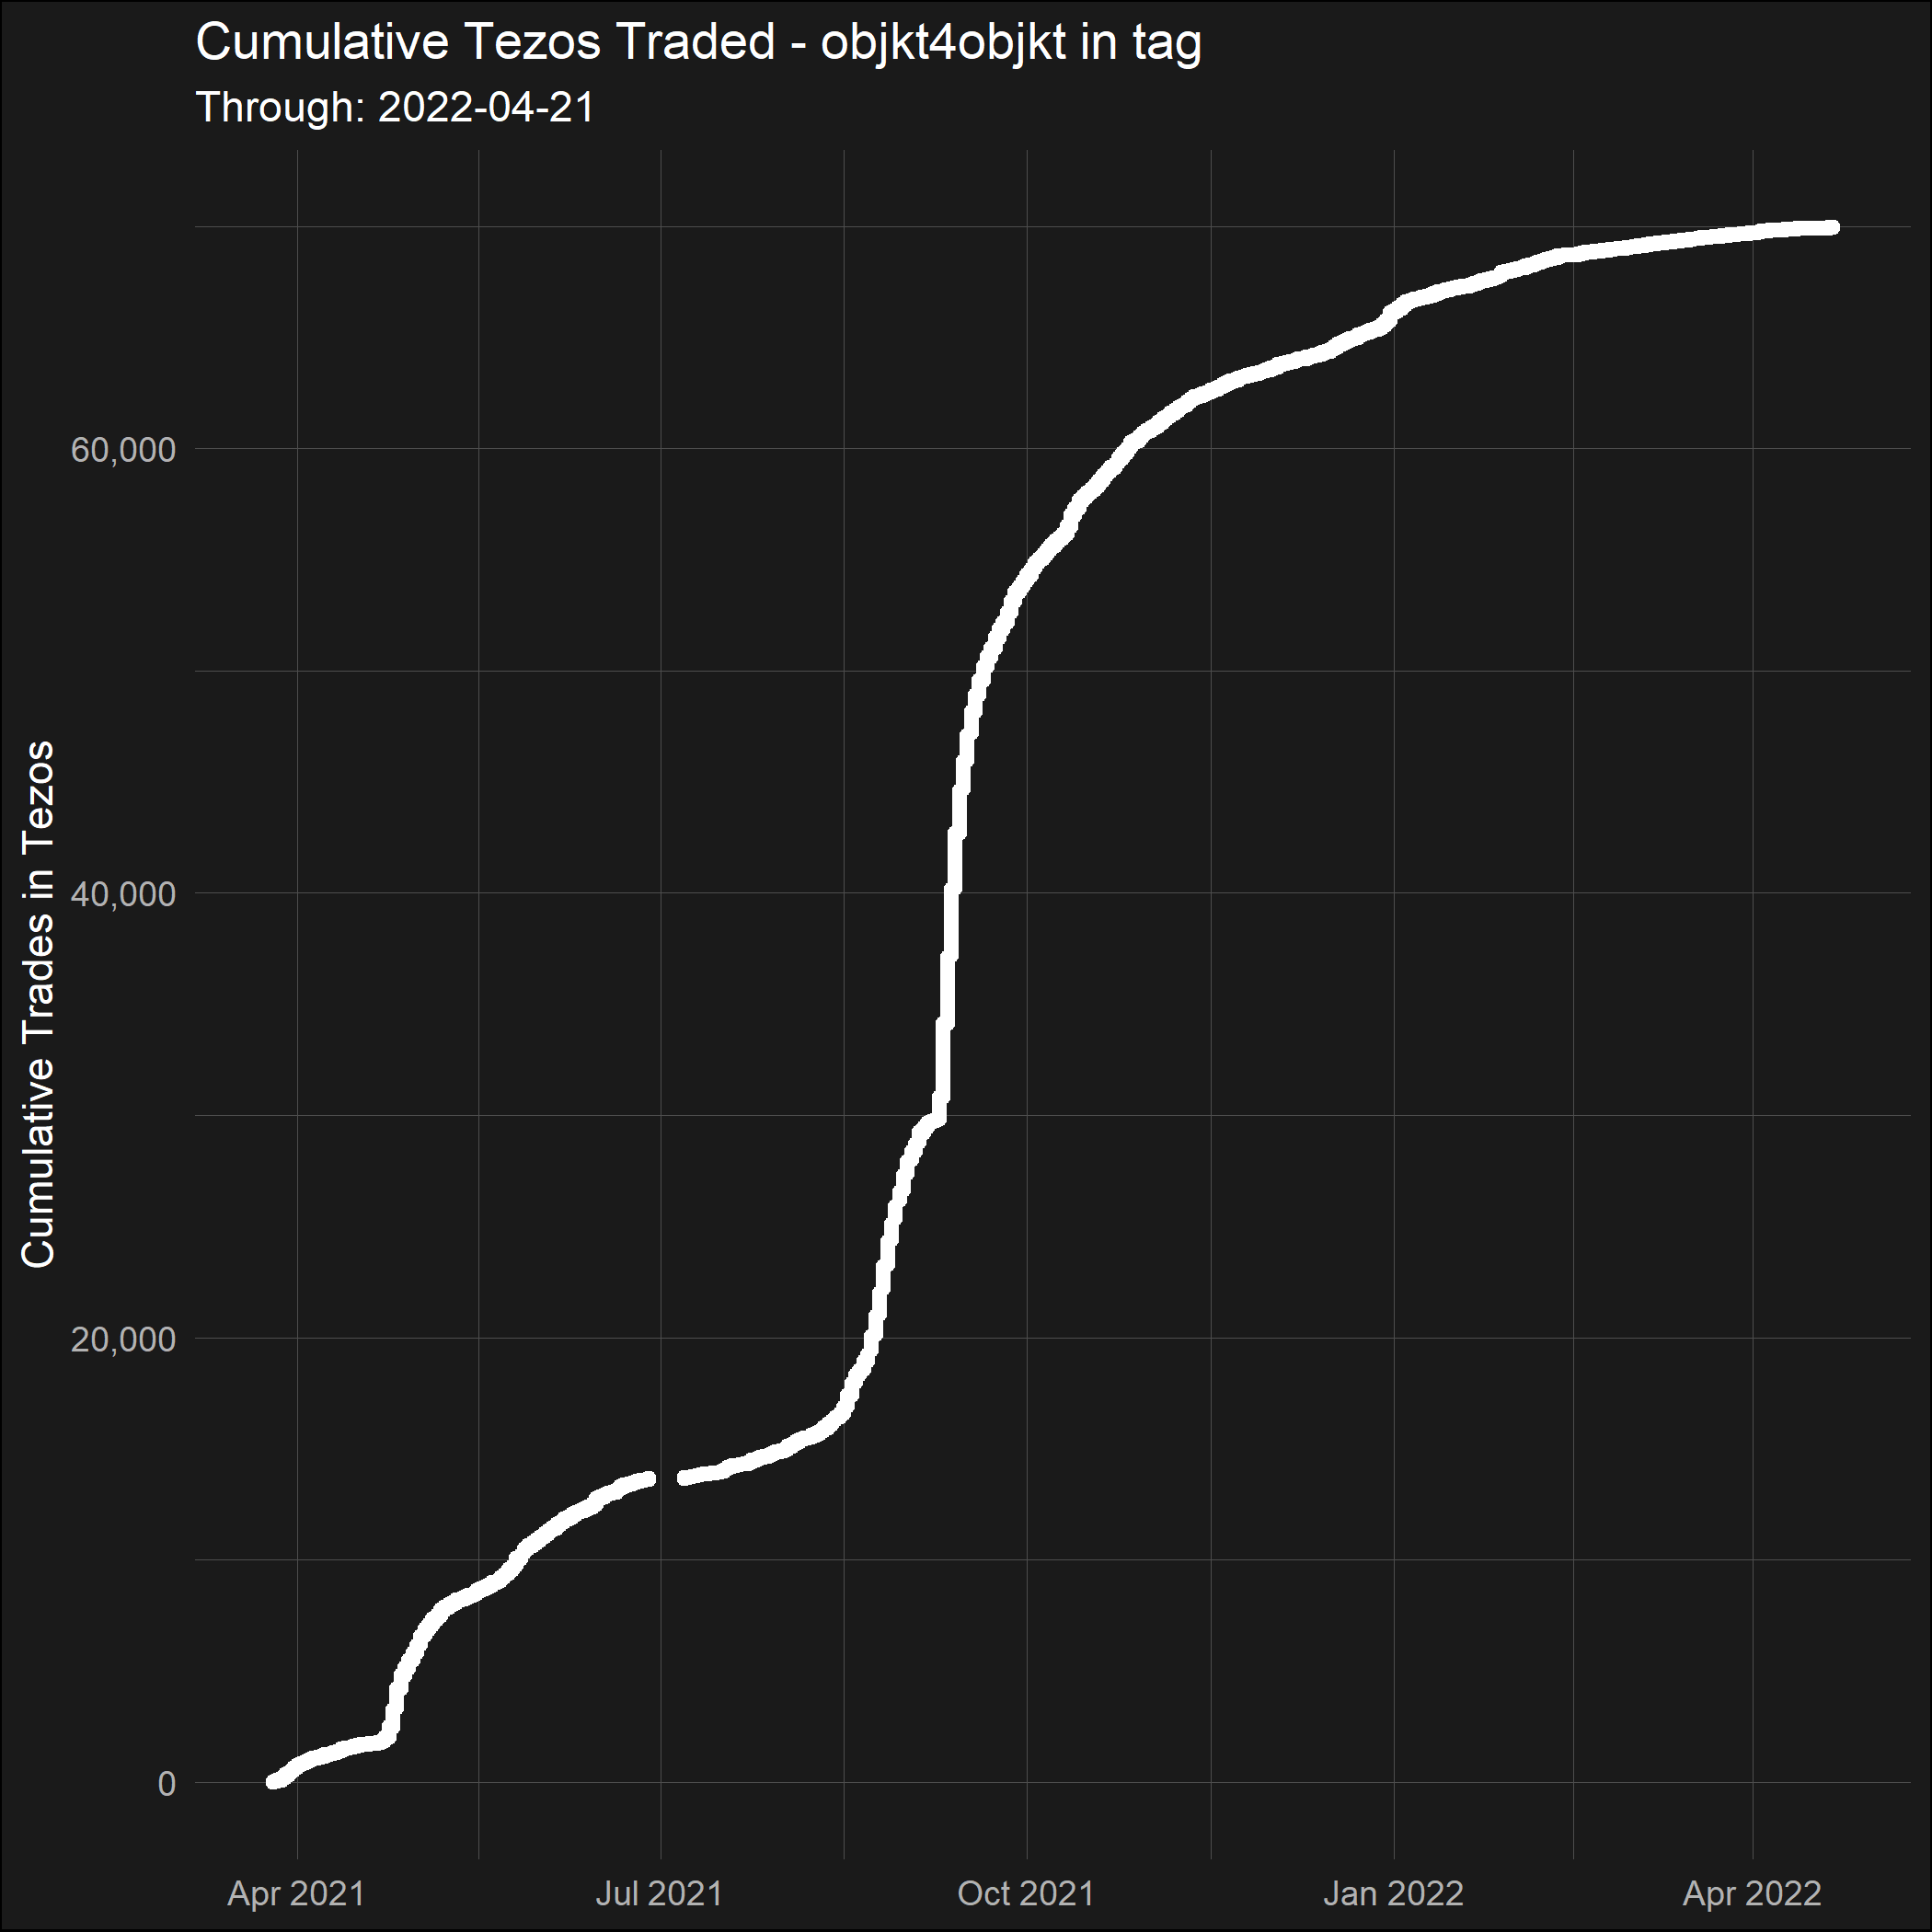 Cumulative Tezos Traded - objkt4objkt in tag
Through: 2022-04-21
Cumulative Trades in Tezos
60,000
40,000
20,000
0
Apr 2021
Jul 2021
Oct 2021
Jan 2022
Apr 2022